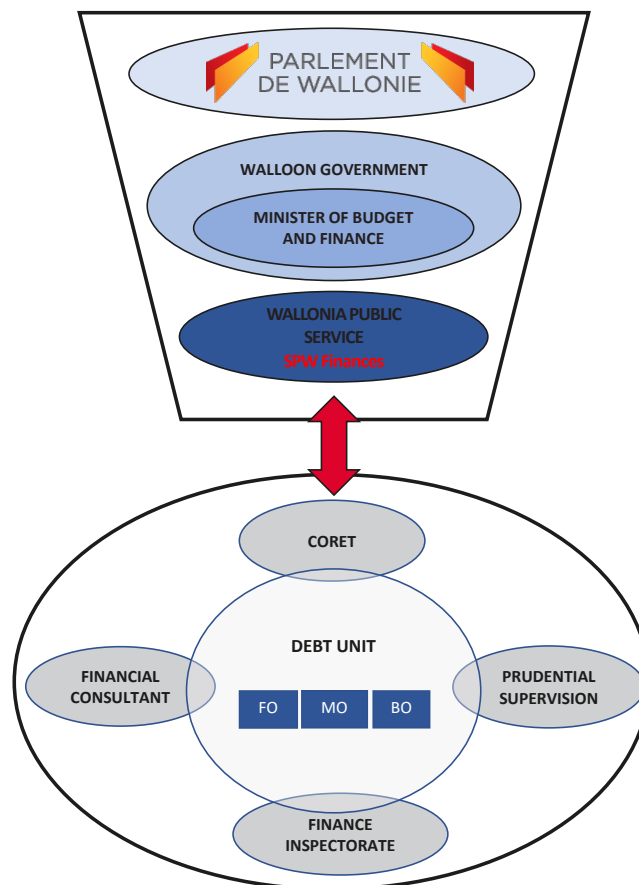 PARLEMENT
DE WALLONIE
WALLOON GOVERNMENT
MINISTER OF BUDGET
AND FINANCE
WALLONIA PUBLIC
SERVICE
SPW Finances
CORET
DEBT UNIT
FINANCIAL
CONSULTANT
PRUDENTIAL
SUPERVISION
FO MO BO
FINANCE
INSPECTORATE